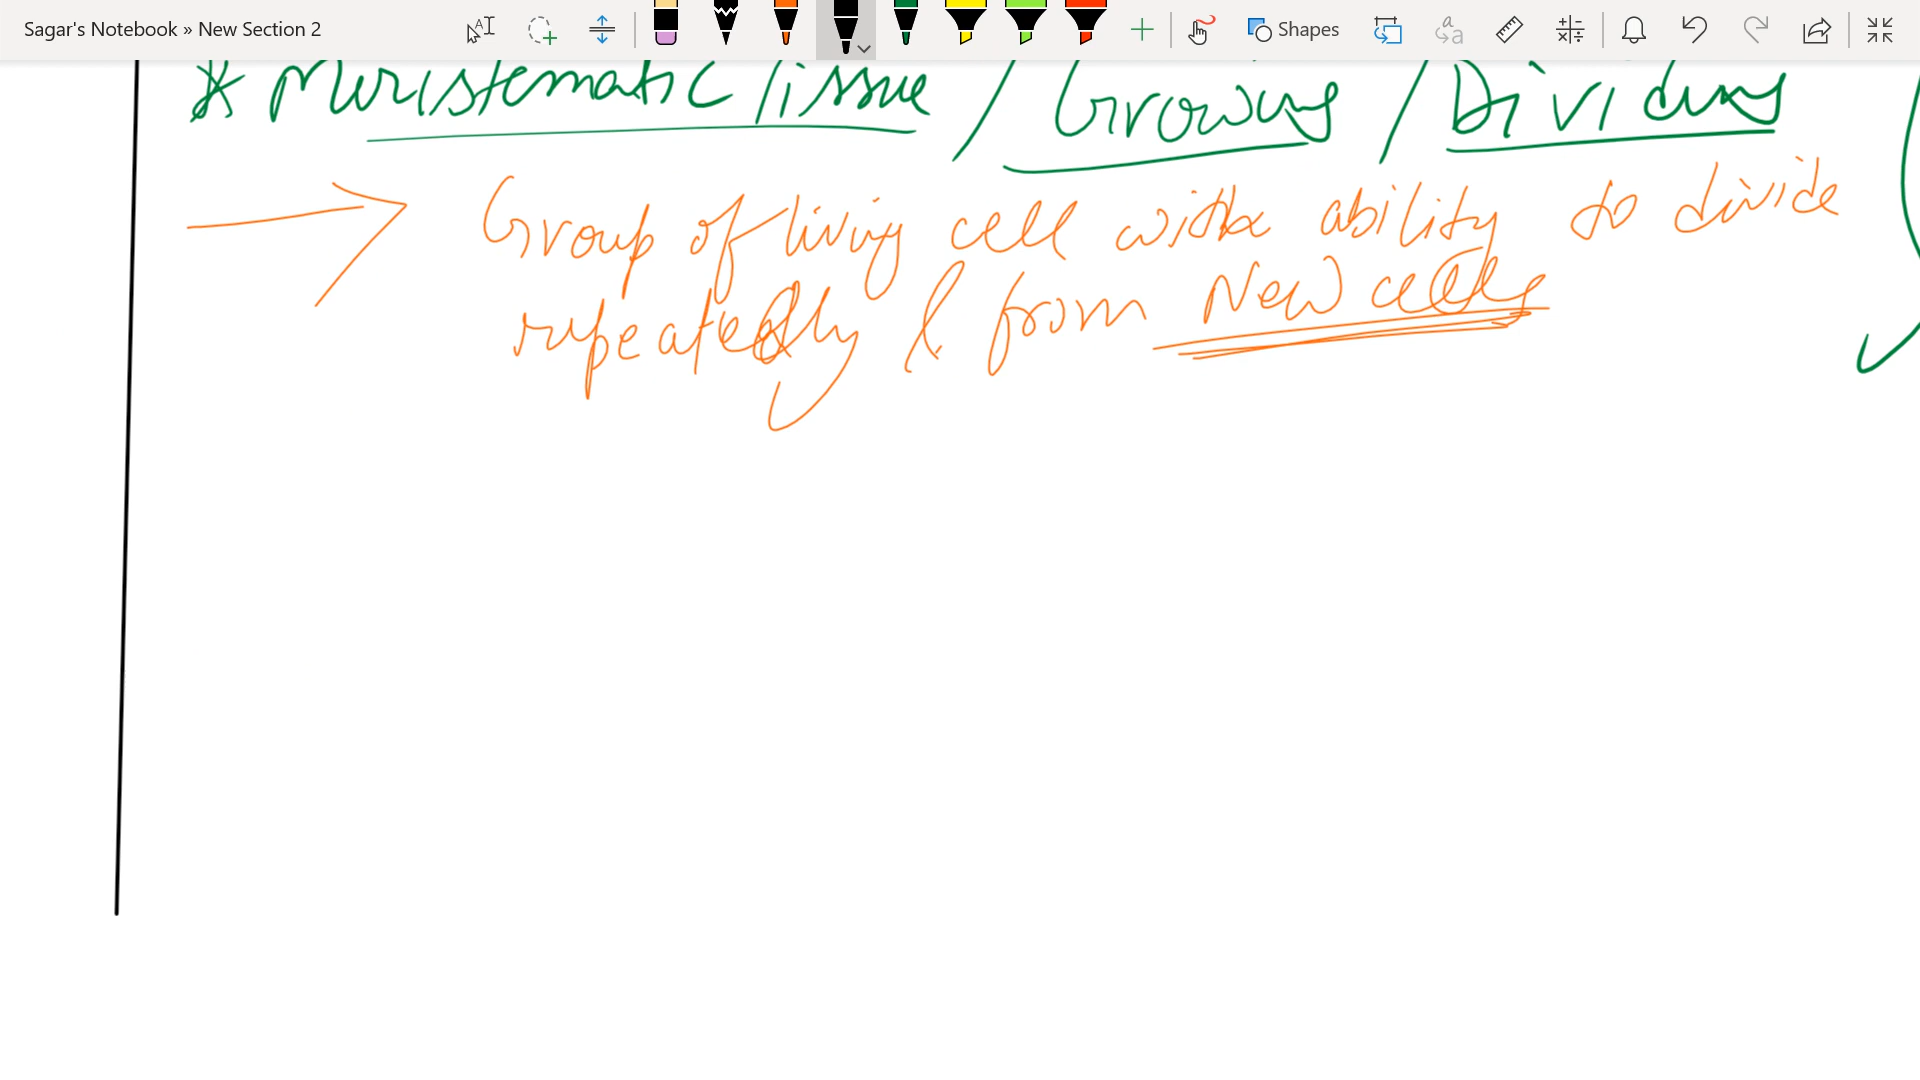 Sagar's Notebook » New Section 2
Shapes
* Meristematic Tissue / Growing / Dividing
Group of living cell with ability to divide
repeatedly & from New cells